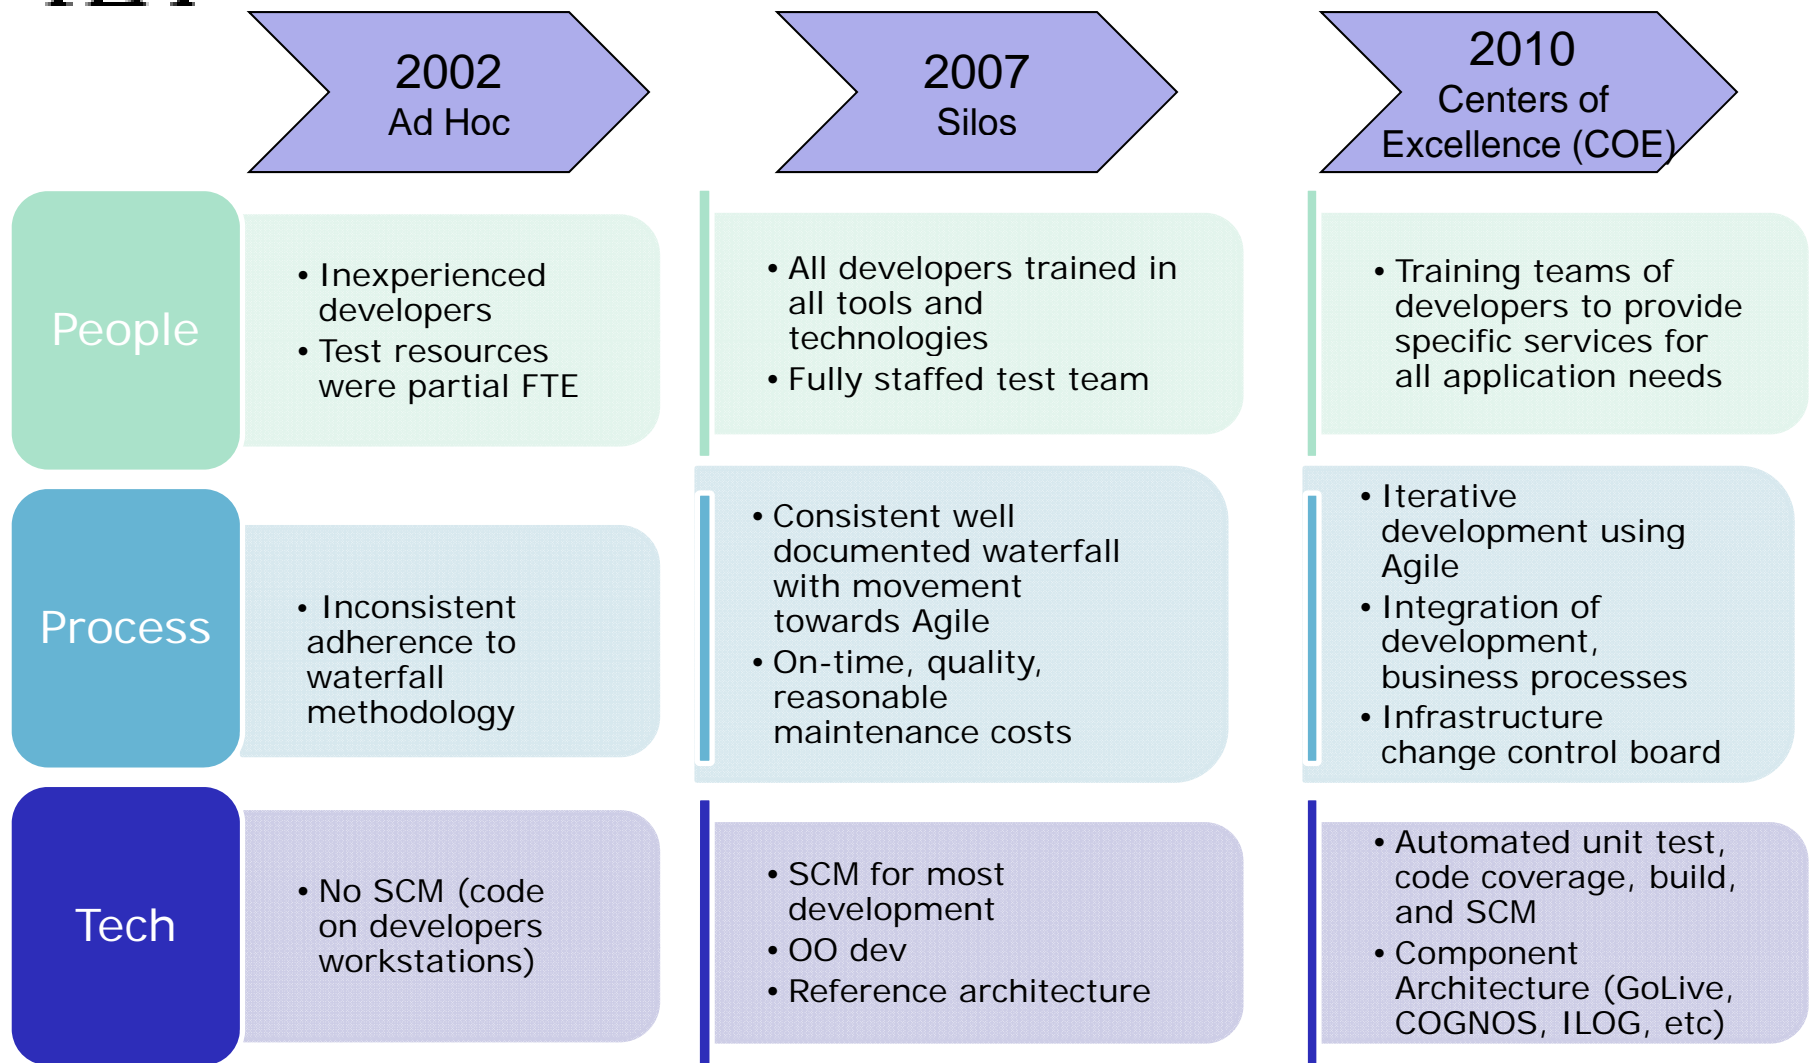 2002
Ad Hoc
2007
Silos
2010
Centers of
Excellence (COE)
People
• Inexperienced
developers
• Test resources
were partial FTE
• All developers trained in
all tools and
technologies
• Fully staffed test team
• Training teams of
developers to provide
specific services for
all application needs
Process
• Inconsistent
adherence to
waterfall
methodology
• Consistent well
documented waterfall
with movement
towards Agile
• On-time, quality,
reasonable
maintenance costs
• Iterative
development using
Agile
• Integration of
development,
business processes
• Infrastructure
change control board
Tech
• No SCM (code
on developers
workstations)
• SCM for most
development
• OO dev
• Reference architecture
• Automated unit test,
code coverage, build,
and SCM
• Component
Architecture (GoLive,
COGNOS, ILOG, etc)